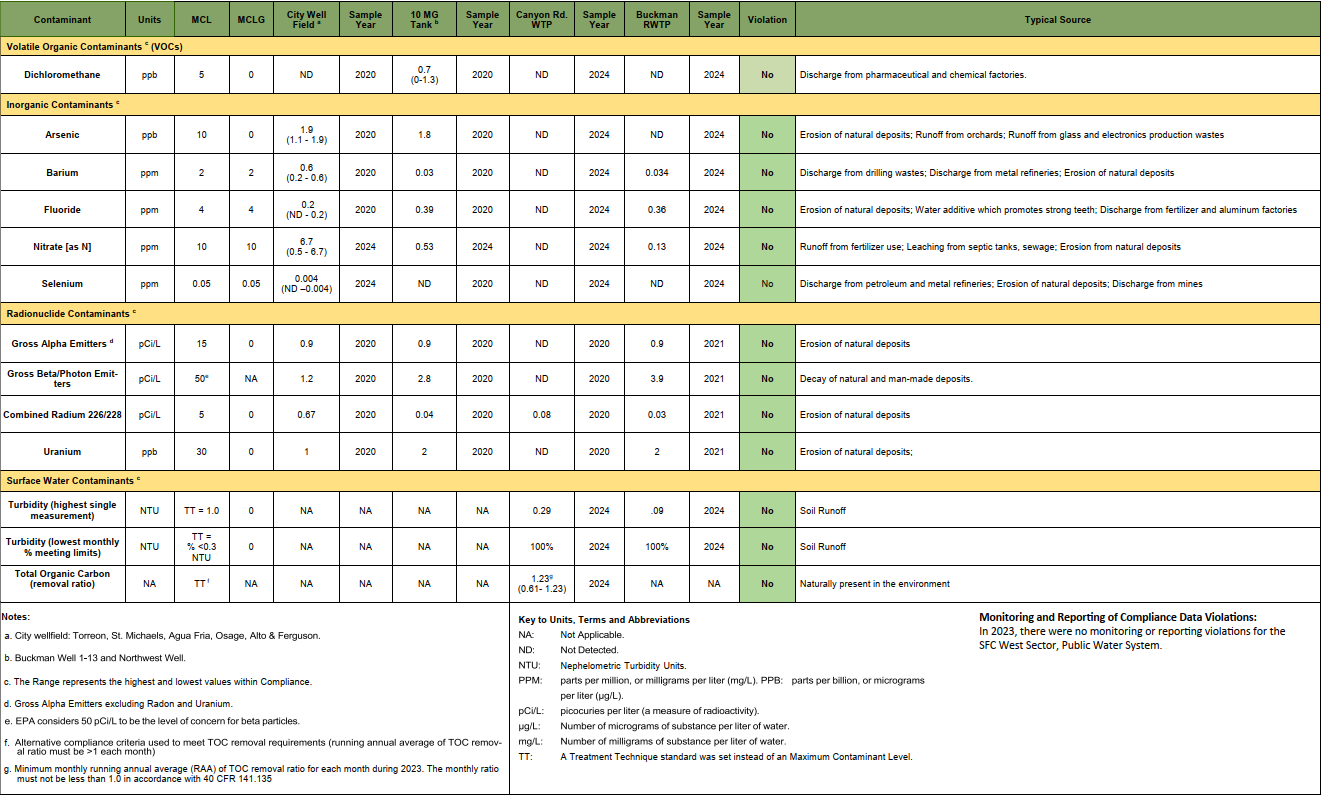 Contaminant Units MCL MCLG City Well Field ᵃ Sample Year 10 MG Tank ᵇ Sample Year Canyon Rd. WTP Sample Year Buckman RWTP Sample Year Violation Typical Source
Volatile Organic Contaminants ᶜ (VOCs)
Dichloromethane ppb 5 0 ND 2020 0.7 (0-1.3) 2020 ND 2024 ND 2024 No Discharge from pharmaceutical and chemical factories.
Inorganic Contaminants ᶜ
Arsenic ppb 10 0 1.9 (1.1 - 1.9) 2020 1.8 2020 ND 2024 ND 2024 No Erosion of natural deposits; Runoff from orchards; Runoff from glass and electronics production wastes
Barium ppm 2 2 0.6 (0.2 - 0.6) 2020 0.03 2020 ND 2024 0.034 2024 No Discharge from drilling wastes; Discharge from metal refineries; Erosion of natural deposits
Fluoride ppm 4 4 0.2 (ND - 0.2) 2020 0.39 2020 ND 2024 0.36 2024 No Erosion of natural deposits; Water additive which promotes strong teeth; Discharge from fertilizer and aluminum factories
Nitrate [as N] ppm 10 10 6.7 (0.5 - 6.7) 2024 0.53 2024 ND 2024 0.13 2024 No Runoff from fertilizer use; Leaching from septic tanks, sewage; Erosion from natural deposits
Selenium ppm 0.05 0.05 0.004 (ND –0.004) 2024 ND 2020 ND 2024 ND 2024 No Discharge from petroleum and metal refineries; Erosion of natural deposits; Discharge from mines
Radionuclide Contaminants ᶜ
Gross Alpha Emitters ᵈ pCi/L 15 0 0.9 2020 0.9 2020 ND 2020 0.9 2021 No Erosion of natural deposits
Gross Beta/Photon Emit-
ters pCi/L 50ᵉ NA 1.2 2020 2.8 2020 ND 2020 3.9 2021 No Decay of natural and man-made deposits.
Combined Radium 226/228 pCi/L 5 0 0.67 2020 0.04 2020 0.08 2020 0.03 2021 No Erosion of natural deposits
Uranium ppb 30 0 1 2020 2 2020 ND 2020 2 2021 No Erosion of natural deposits;
Surface Water Contaminants ᶜ
Turbidity (highest single measurement) NTU TT = 1.0 0 NA NA NA NA 0.29 2024 .09 2024 No Soil Runoff
Turbidity (lowest monthly % meeting limits) NTU TT = % <0.3 NTU 0 NA NA NA NA 100% 2024 100% 2024 No Soil Runoff
Total Organic Carbon (removal ratio) NA TT ᶠ NA NA NA NA NA 1.23ᵍ (0.61- 1.23) 2024 NA NA No Naturally present in the environment
Notes:
a. City wellfield: Torreon, St. Michaels, Agua Fria, Osage, Alto & Ferguson.
b. Buckman Well 1-13 and Northwest Well.
c. The Range represents the highest and lowest values within Compliance.
d. Gross Alpha Emitters excluding Radon and Uranium.
e. EPA considers 50 pCi/L to be the level of concern for beta particles.
f. Alternative compliance criteria used to meet TOC removal requirements (running annual average of TOC remov-
al ratio must be >1 each month)
g. Minimum monthly running annual average (RAA) of TOC removal ratio for each month during 2023. The monthly ratio
must not be less than 1.0 in accordance with 40 CFR 141.135
Key to Units, Terms and Abbreviations
NA: Not Applicable.
ND: Not Detected.
NTU: Nephelometric Turbidity Units.
PPM: parts per million, or milligrams per liter (mg/L). PPB: parts per billion, or micrograms
per liter (µg/L).
pCi/L: picocuries per liter (a measure of radioactivity).
µg/L: Number of micrograms of substance per liter of water.
mg/L: Number of milligrams of substance per liter of water.
TT: A Treatment Technique standard was set instead of an Maximum Contaminant Level.
Monitoring and Reporting of Compliance Data Violations:
In 2023, there were no monitoring or reporting violations for the
SFC West Sector, Public Water System.